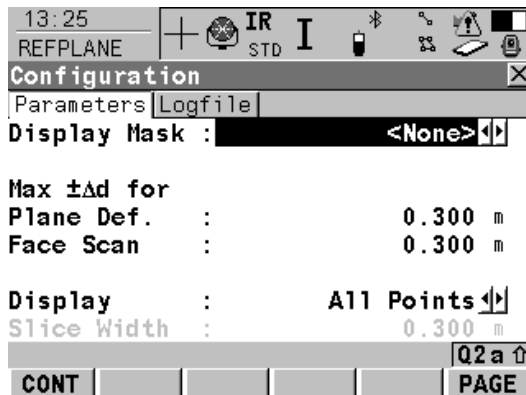 13:25
REFPLANE
IR
STD
I
Configuration
Parameters Logfile
Display Mask : <None>
Max ±Δd for
Plane Def. : 0.300 m
Face Scan : 0.300 m
Display : All Points
Slice Width : 0.300 m
Q2 a
CONT PAGE